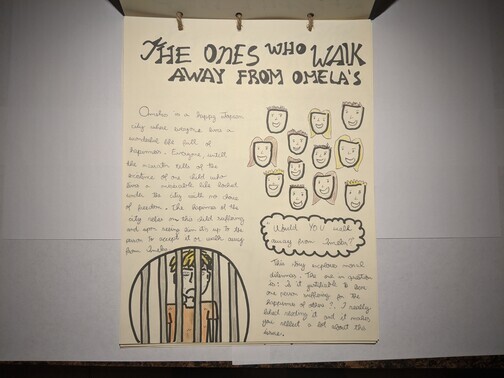 THE ONES WHO WALK
AWAY FROM OMELA'S
Omelas is a happy
city where everyone lives a
wonderful life full of
happiness. Everyone, untill
the narrator tells of the
existence of one child who
lives a miserable life locked
under the city with no chance
of freedom. The happiness of the
city relies on this child suffering
and upon seeing him it's up to the
person to accept it or walk away
from Omelas.
Would YOU walk
away from Omelas?
This story explores moral
dilemmas. The one in question
is: Is it justifiable to have
one person suffering for the
happiness of others?. I really
liked reading it and it makes
you reflect a lot about this